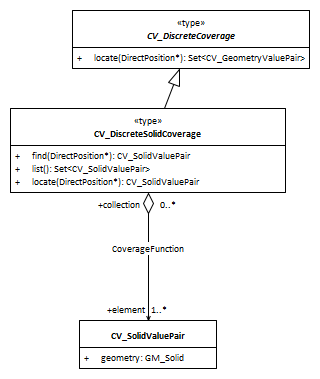 «type»
CV_DiscreteCoverage
+ locate(DirectPosition*): Set<CV_GeometryValuePair>
«type»
CV_DiscreteSolidCoverage
+ find(DirectPosition*): CV_SolidValuePair
+ list(): Set<CV_SolidValuePair>
+ locate(DirectPosition*): CV_SolidValuePair
+collection 0..*
CoverageFunction
+element 1..*
CV_SolidValuePair
+ geometry: GM_Solid